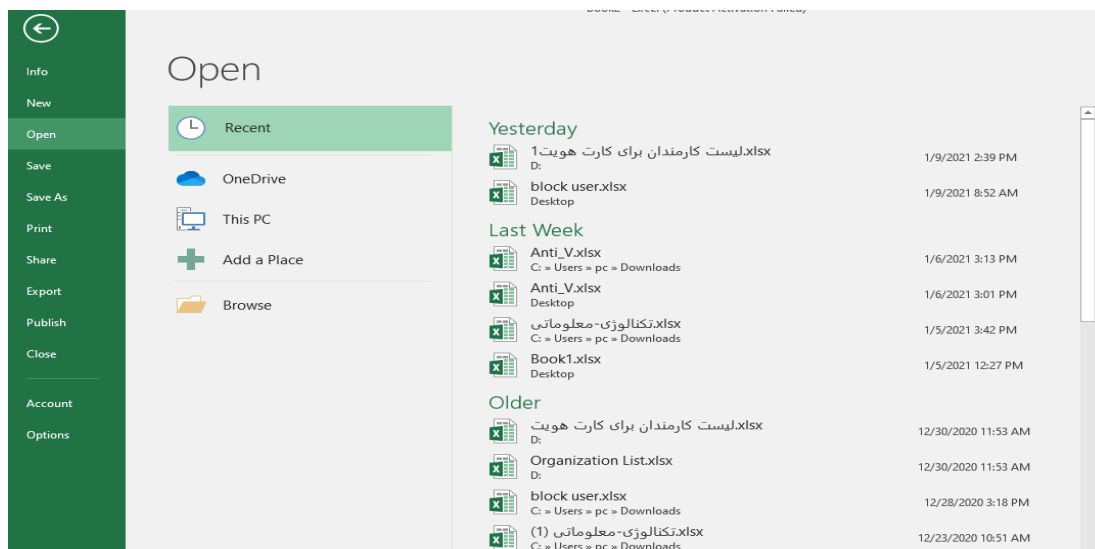 Info
New
Open
Save
Save As
Print
Share
Export
Publish
Close
Account
Options
Open
Recent
OneDrive
This PC
Add a Place
Browse
Yesterday
لیست کارمندان برای کارت هویت1.xlsx 1/9/2021 2:39 PM
D:
block user.xlsx 1/9/2021 8:52 AM
Desktop
Last Week
Anti_V.xlsx 1/6/2021 3:13 PM
C: » Users » pc » Downloads
Anti_V.xlsx 1/6/2021 3:01 PM
Desktop
تکنالوژی-معلوماتی.xlsx 1/5/2021 3:42 PM
C: » Users » pc » Downloads
Book1.xlsx 1/5/2021 12:27 PM
Desktop
Older
لیست کارمندان برای کارت هویت.xlsx 12/30/2020 11:53 AM
D:
Organization List.xlsx 12/30/2020 11:53 AM
D:
block user.xlsx 12/28/2020 3:18 PM
C: » Users » pc » Downloads
تکنالوژی-معلوماتی (1).xlsx 12/23/2020 10:51 AM
C: » Users » pc » Downloads